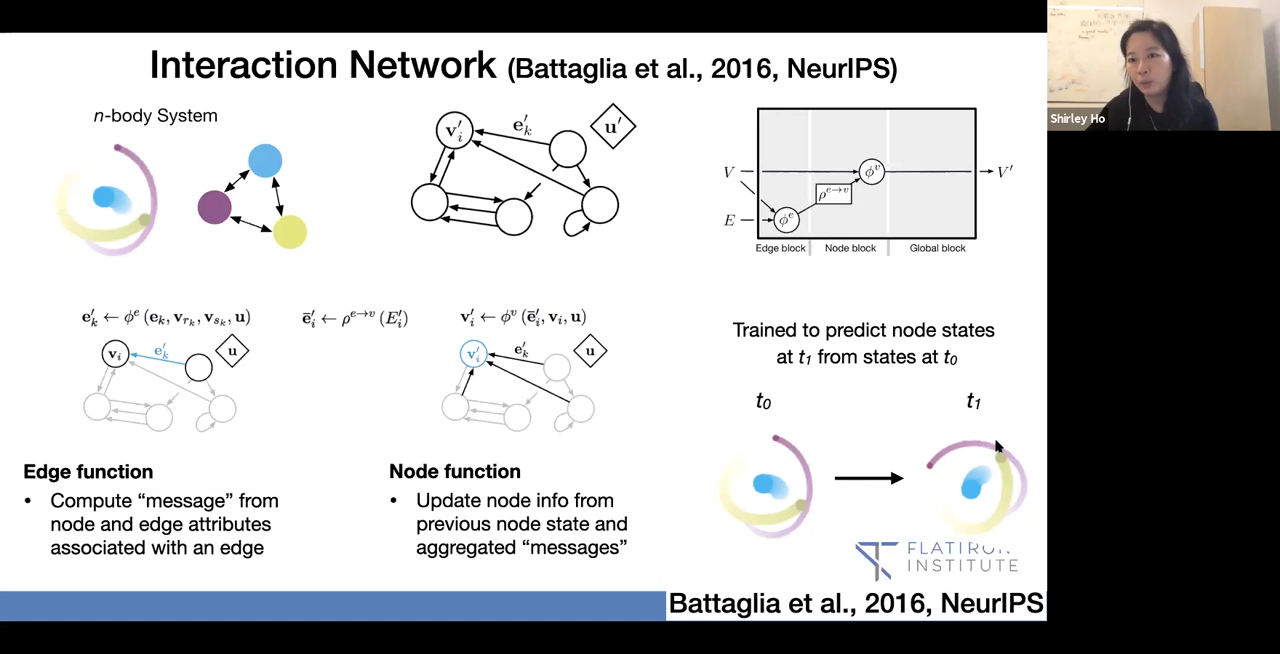 Interaction Network (Battaglia et al., 2016, NeurIPS)
n-body System
v′ᵢ
e′ₖ
u′
V
E
ϕᵉ
ρᵉ→ᵛ
ϕᵛ
V′
Edge block
Node block
Global block
e′ₖ ← ϕᵉ (eₖ, v_rₖ, v_sₖ, u)
ē′ᵢ ← ρᵉ→ᵛ (E′ᵢ)
v′ᵢ ← ϕᵛ (ē′ᵢ, vᵢ, u)
vᵢ
e′ₖ
u
v′ᵢ
e′ₖ
u
Trained to predict node states
at t₁ from states at t₀
t₀
t₁
Edge function
• Compute “message” from
node and edge attributes
associated with an edge
Node function
• Update node info from
previous node state and
aggregated “messages”
FLATIRON
INSTITUTE
Battaglia et al., 2016, NeurIPS
Shirley Ho